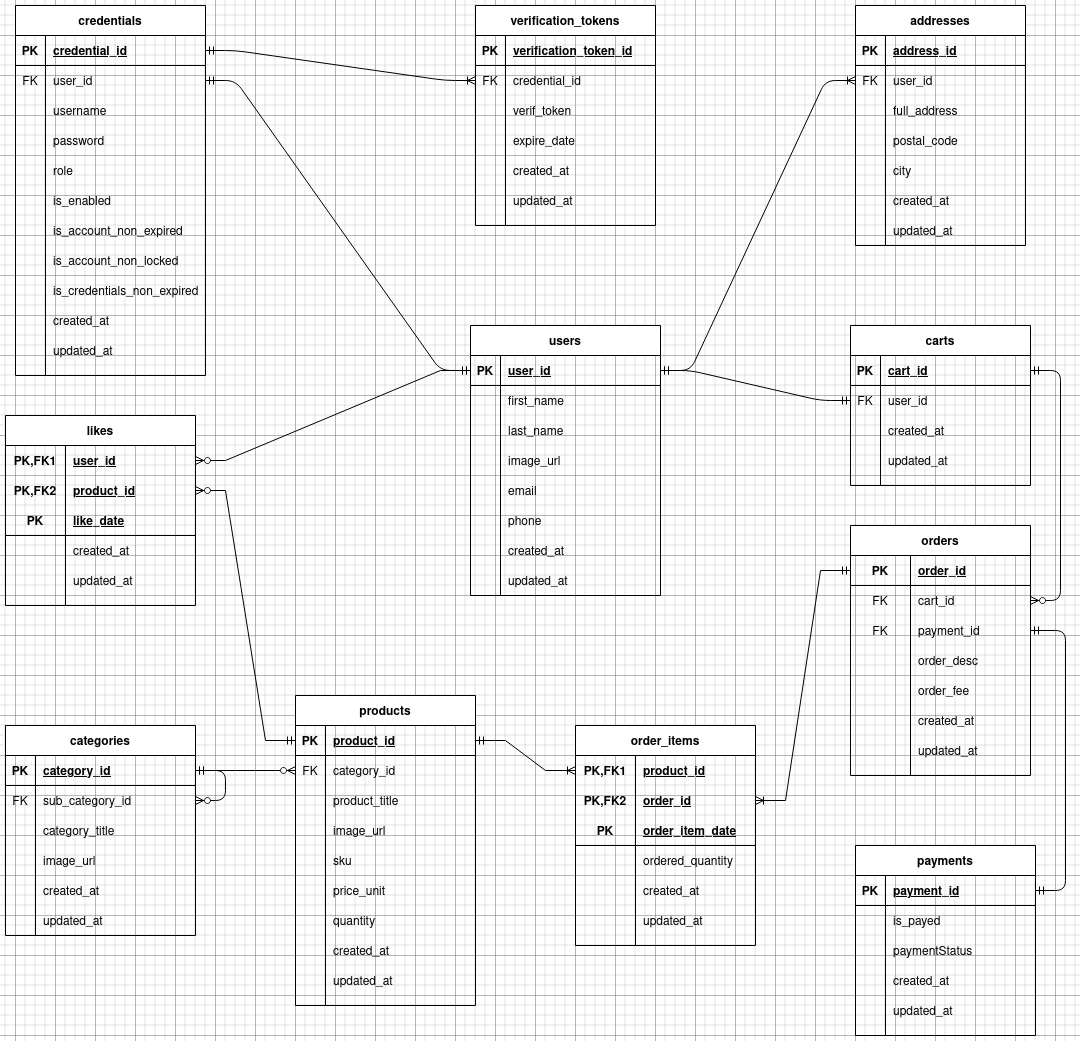 credentials
PK credential_id
FK user_id
username
password
role
is_enabled
is_account_non_expired
is_account_non_locked
is_credentials_non_expired
created_at
updated_at
verification_tokens
PK verification_token_id
FK credential_id
verif_token
expire_date
created_at
updated_at
addresses
PK address_id
FK user_id
full_address
postal_code
city
created_at
updated_at
users
PK user_id
first_name
last_name
image_url
email
phone
created_at
updated_at
carts
PK cart_id
FK user_id
created_at
updated_at
likes
PK,FK1 user_id
PK,FK2 product_id
PK like_date
created_at
updated_at
orders
PK order_id
FK cart_id
FK payment_id
order_desc
order_fee
created_at
updated_at
categories
PK category_id
FK sub_category_id
category_title
image_url
created_at
updated_at
products
PK product_id
FK category_id
product_title
image_url
sku
price_unit
quantity
created_at
updated_at
order_items
PK,FK1 product_id
PK,FK2 order_id
PK order_item_date
ordered_quantity
created_at
updated_at
payments
PK payment_id
is_payed
paymentStatus
created_at
updated_at